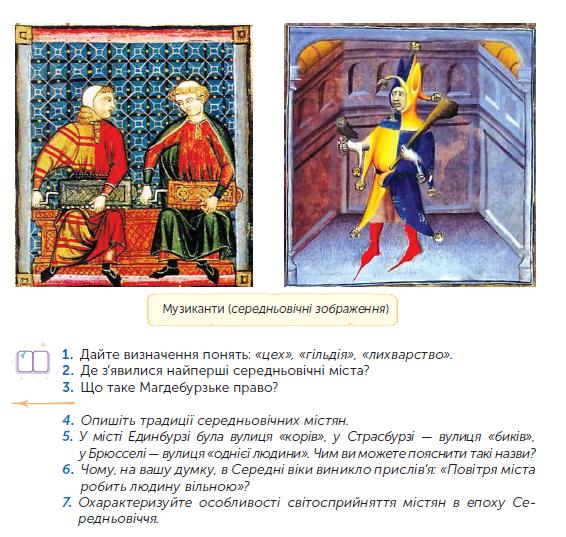 Музиканти (середньовічні зображення)
1. Дайте визначення понять: «цех», «гільдія», «лихварство».
2. Де з’явилися найперші середньовічні міста?
3. Що таке Магдебурзьке право?
4. Опишіть традиції середньовічних містян.
5. У місті Единбурзі була вулиця «корів», у Страсбурзі — вулиця «биків»,
у Брюсселі — вулиця «однієї людини». Чим ви можете пояснити такі назви?
6. Чому, на вашу думку, в Середні віки виникло прислів’я: «Повітря міста
робить людину вільною»?
7. Охарактеризуйте особливості світосприйняття містян в епоху Се-
редньовіччя.